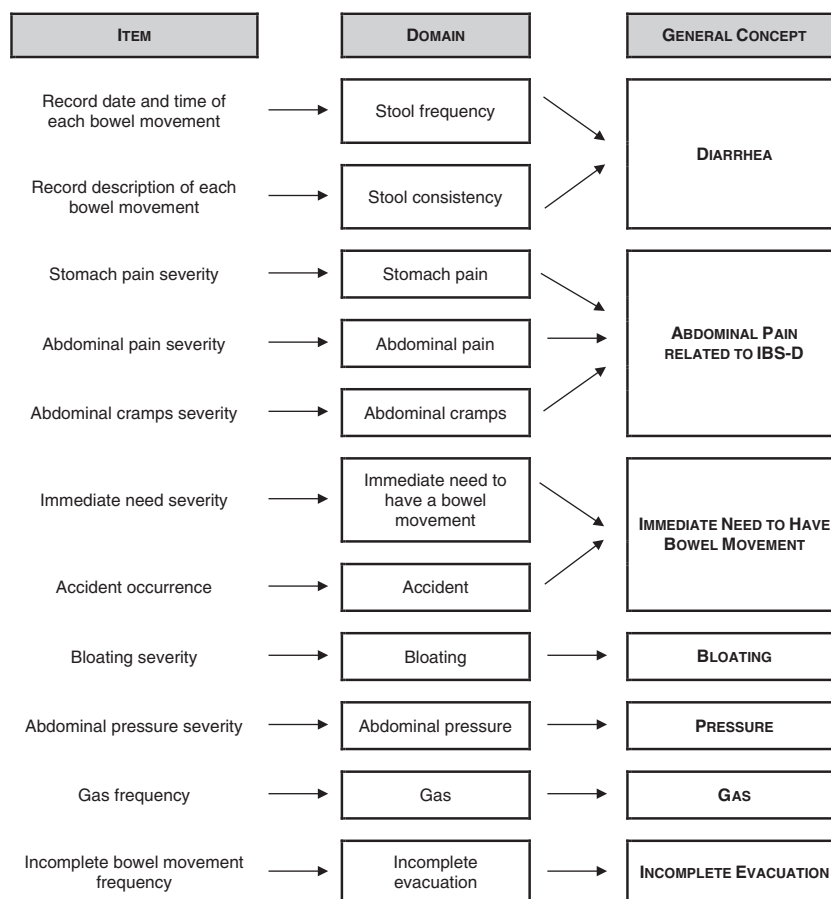 ITEM
DOMAIN
GENERAL CONCEPT
Record date and time of
each bowel movement
Stool frequency
DIARRHEA
Record description of each
bowel movement
Stool consistency
Stomach pain severity
Stomach pain
ABDOMINAL PAIN
RELATED TO IBS-D
Abdominal pain severity
Abdominal pain
Abdominal cramps severity
Abdominal cramps
Immediate need severity
Immediate need to
have a bowel
movement
IMMEDIATE NEED TO HAVE
BOWEL MOVEMENT
Accident occurrence
Accident
Bloating severity
Bloating
BLOATING
Abdominal pressure severity
Abdominal pressure
PRESSURE
Gas frequency
Gas
GAS
Incomplete bowel movement
frequency
Incomplete
evacuation
INCOMPLETE EVACUATION